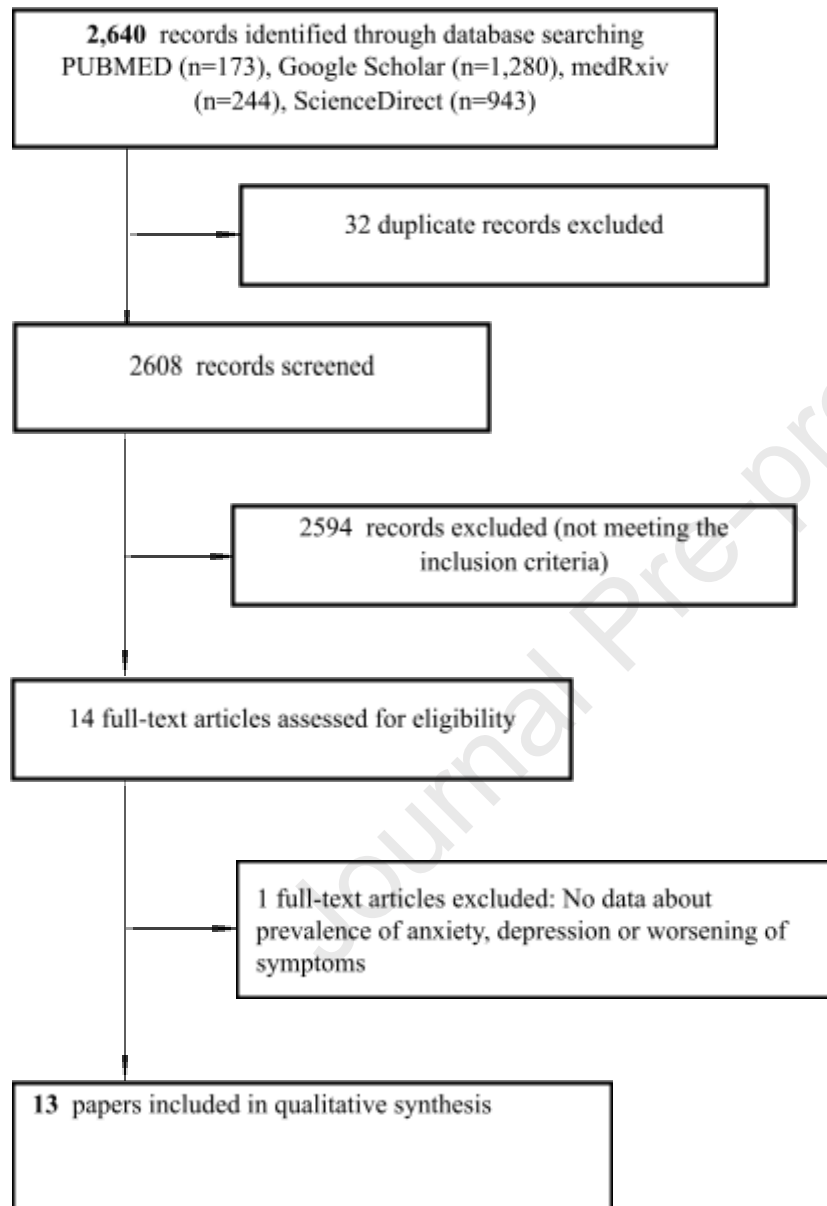 2,640 records identified through database searching
PUBMED (n=173), Google Scholar (n=1,280), medRxiv
(n=244), ScienceDirect (n=943)
32 duplicate records excluded
2608 records screened
2594 records excluded (not meeting the
inclusion criteria)
14 full-text articles assessed for eligibility
1 full-text articles excluded: No data about
prevalence of anxiety, depression or worsening of
symptoms
13 papers included in qualitative synthesis
Journal